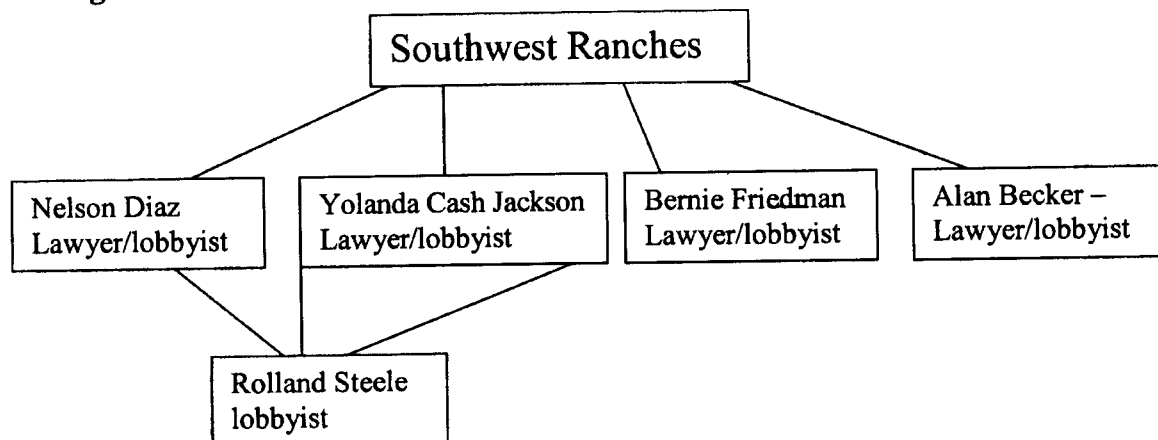 Southwest Ranches
Nelson Diaz
Lawyer/lobbyist
Yolanda Cash Jackson
Lawyer/lobbyist
Bernie Friedman
Lawyer/lobbyist
Alan Becker –
Lawyer/lobbyist
Rolland Steele
lobbyist